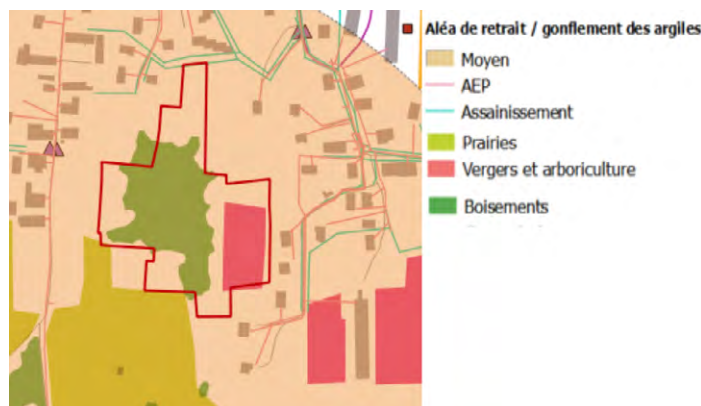 Aléa de retrait / gonflement des argiles
Moyen
AEP
Assainissement
Prairies
Vergers et arboriculture
Boisements